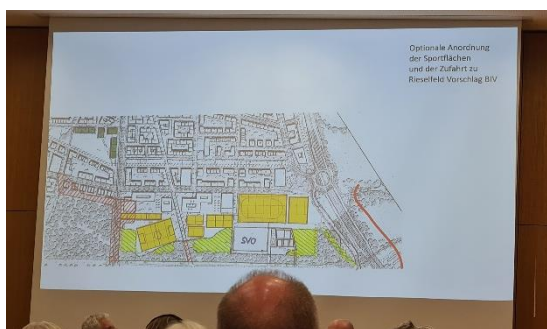 Optionale Anordnung
der Sportflächen
und der Zufahrt zu
Rieselfeld Vorschlag BIV
SVO